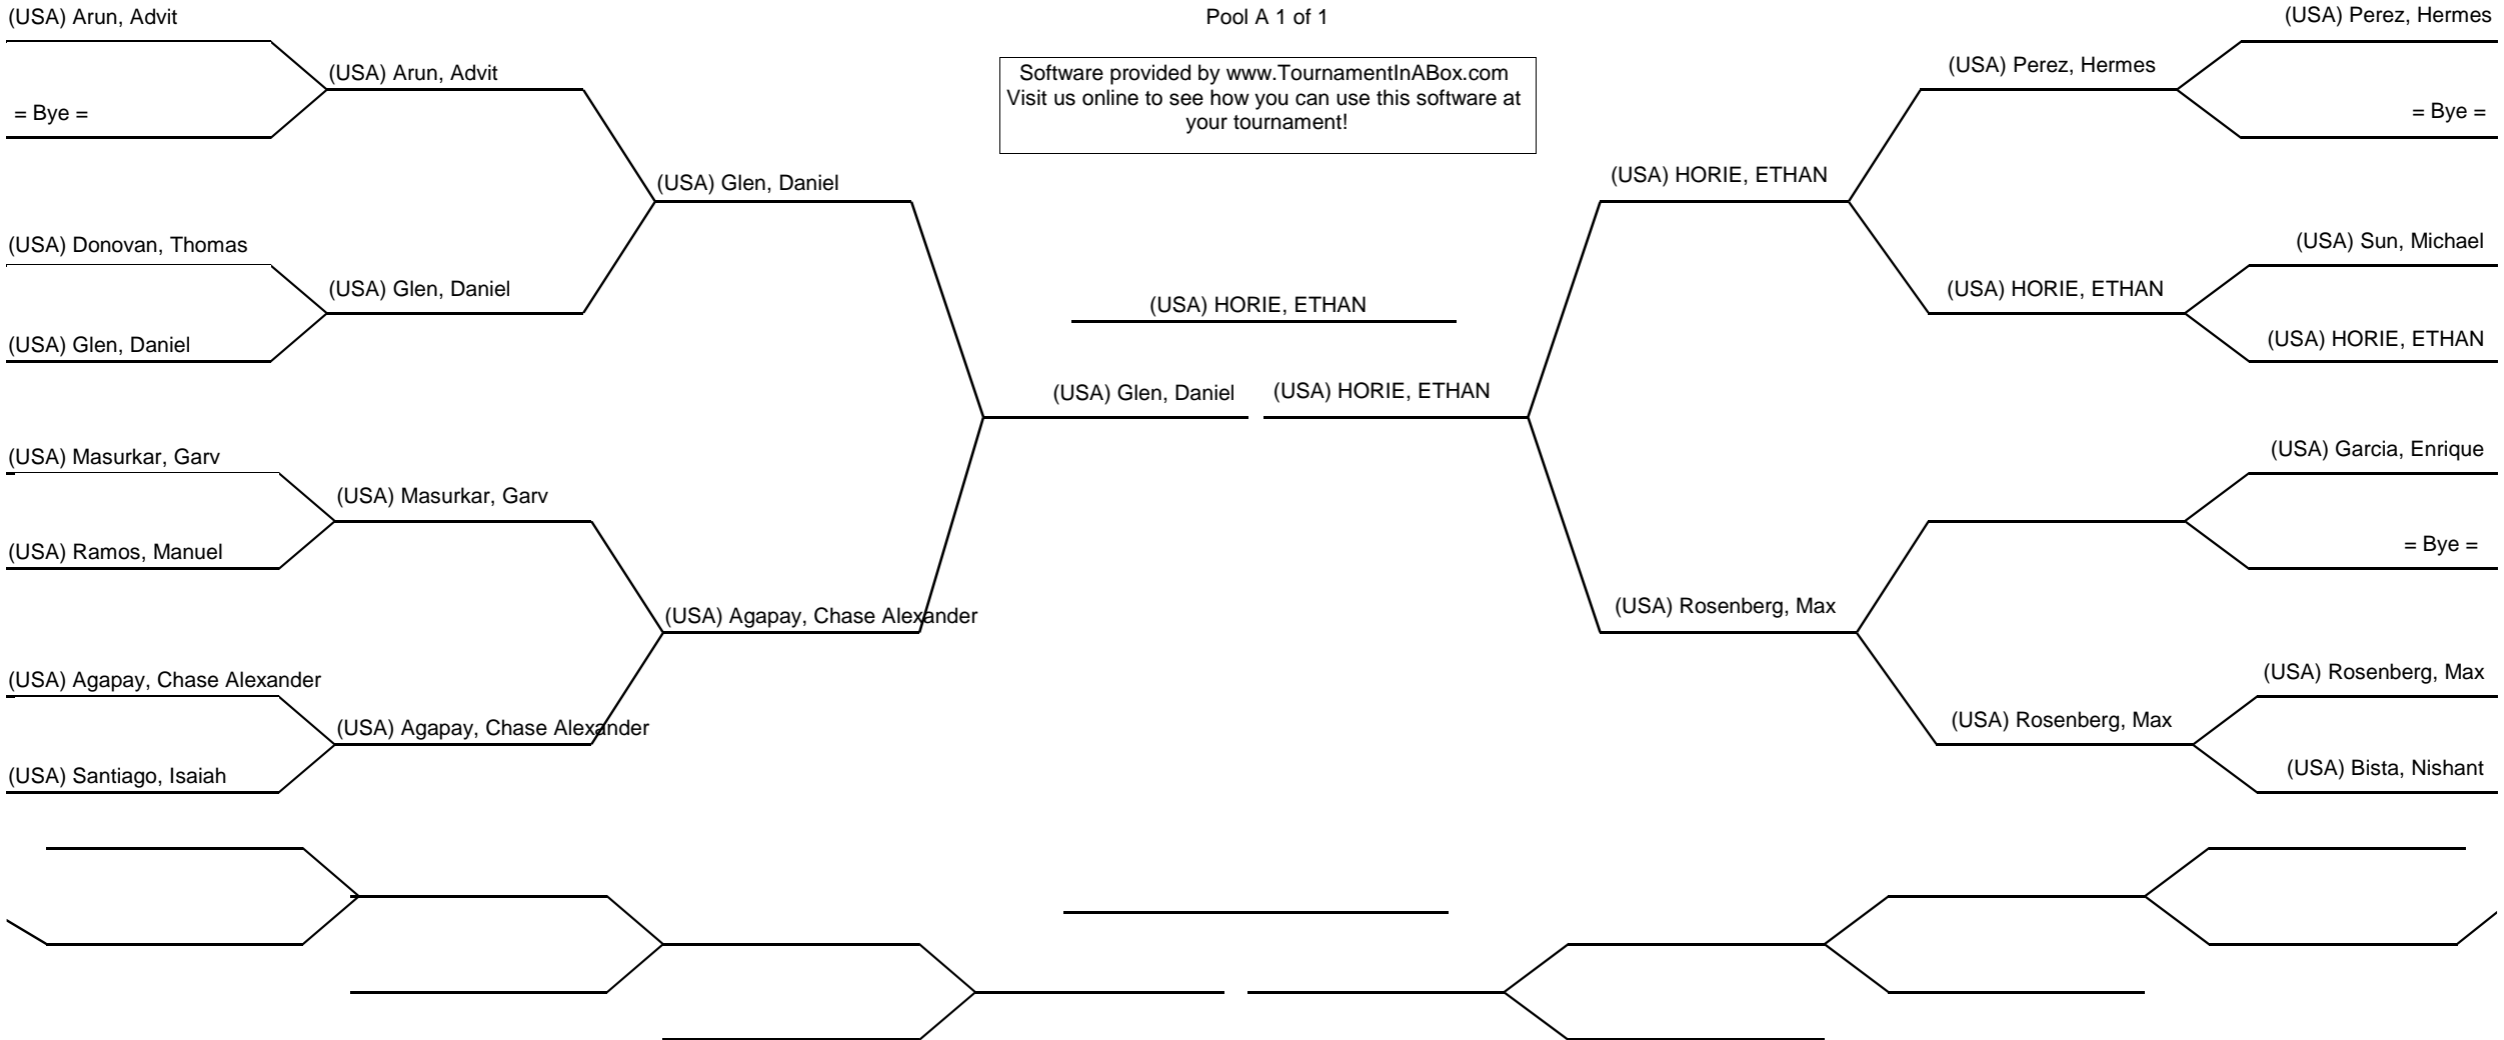 Pool A 1 of 1
Software provided by www.TournamentInABox.com
Visit us online to see how you can use this software at
your tournament!
(USA) Arun, Advit
= Bye =
(USA) Donovan, Thomas
(USA) Glen, Daniel
(USA) Masurkar, Garv
(USA) Ramos, Manuel
(USA) Agapay, Chase Alexander
(USA) Santiago, Isaiah
(USA) Arun, Advit
(USA) Glen, Daniel
(USA) Masurkar, Garv
(USA) Agapay, Chase Alexander
(USA) Glen, Daniel
(USA) Agapay, Chase Alexander
(USA) HORIE, ETHAN
(USA) Glen, Daniel
(USA) HORIE, ETHAN
(USA) HORIE, ETHAN
(USA) Rosenberg, Max
(USA) Perez, Hermes
(USA) HORIE, ETHAN
(USA) Rosenberg, Max
(USA) Perez, Hermes
= Bye =
(USA) Sun, Michael
(USA) HORIE, ETHAN
(USA) Garcia, Enrique
= Bye =
(USA) Rosenberg, Max
(USA) Bista, Nishant